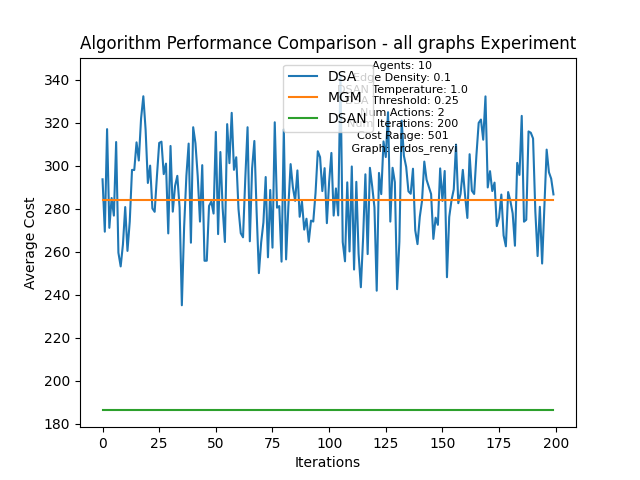 Algorithm Performance Comparison - all graphs Experiment
Agents: 10
Edge Density: 0.1
DSAN Temperature: 1.0
Threshold: 0.25
Num Actions: 2
Iterations: 200
Cost Range: 501
Graph: erdos_renyi
DSA
MGM
DSAN
Average Cost
340
320
300
280
260
240
220
200
180
0 25 50 75 100 125 150 175 200
Iterations